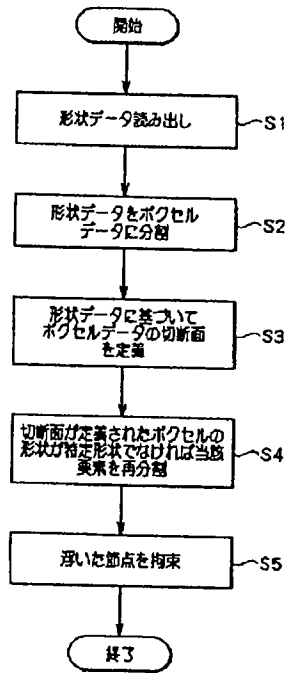 開始
形状データ読み出し
S1
形状データをボクセル
データに分割
S2
形状データに基づいて
ボクセルデータの切断面
を定義
S3
切断面が定義されたボクセルの
形状が特定形状でなければ当該
要素を再分割
S4
浮いた節点を拘束
S5
終了